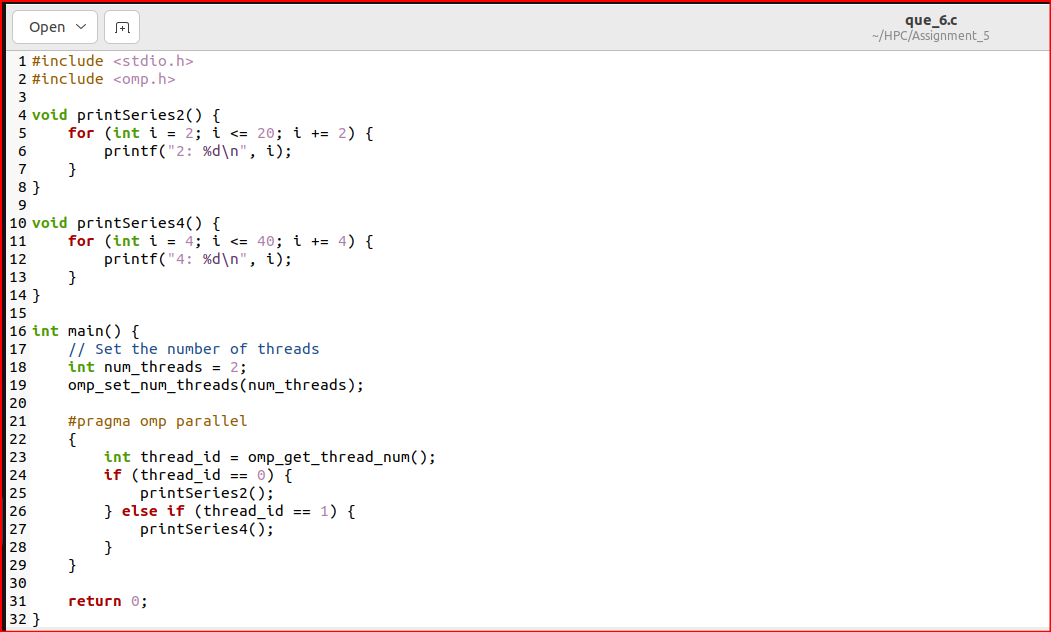 Open
que_6.c
~/HPC/Assignment_5
1 #include <stdio.h>
2 #include <omp.h>
3
4 void printSeries2() {
5     for (int i = 2; i <= 20; i += 2) {
6         printf("2: %d\n", i);
7     }
8 }
9
10 void printSeries4() {
11     for (int i = 4; i <= 40; i += 4) {
12         printf("4: %d\n", i);
13     }
14 }
15
16 int main() {
17     // Set the number of threads
18     int num_threads = 2;
19     omp_set_num_threads(num_threads);
20
21     #pragma omp parallel
22     {
23         int thread_id = omp_get_thread_num();
24         if (thread_id == 0) {
25             printSeries2();
26         } else if (thread_id == 1) {
27             printSeries4();
28         }
29     }
30
31     return 0;
32 }